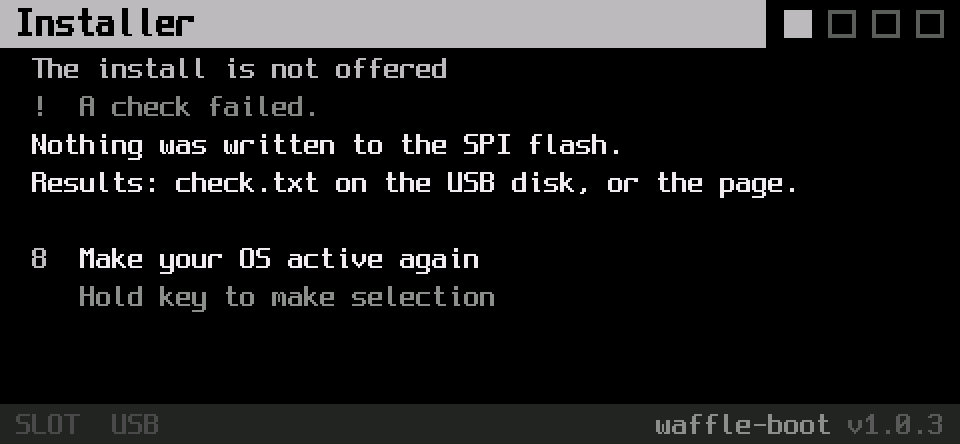 Installer
The install is not offered
! A check failed.
Nothing was written to the SPI flash.
Results: check.txt on the USB disk, or the page.
8 Make your OS active again
Hold key to make selection
SLOT USB
waffle-boot v1.0.3